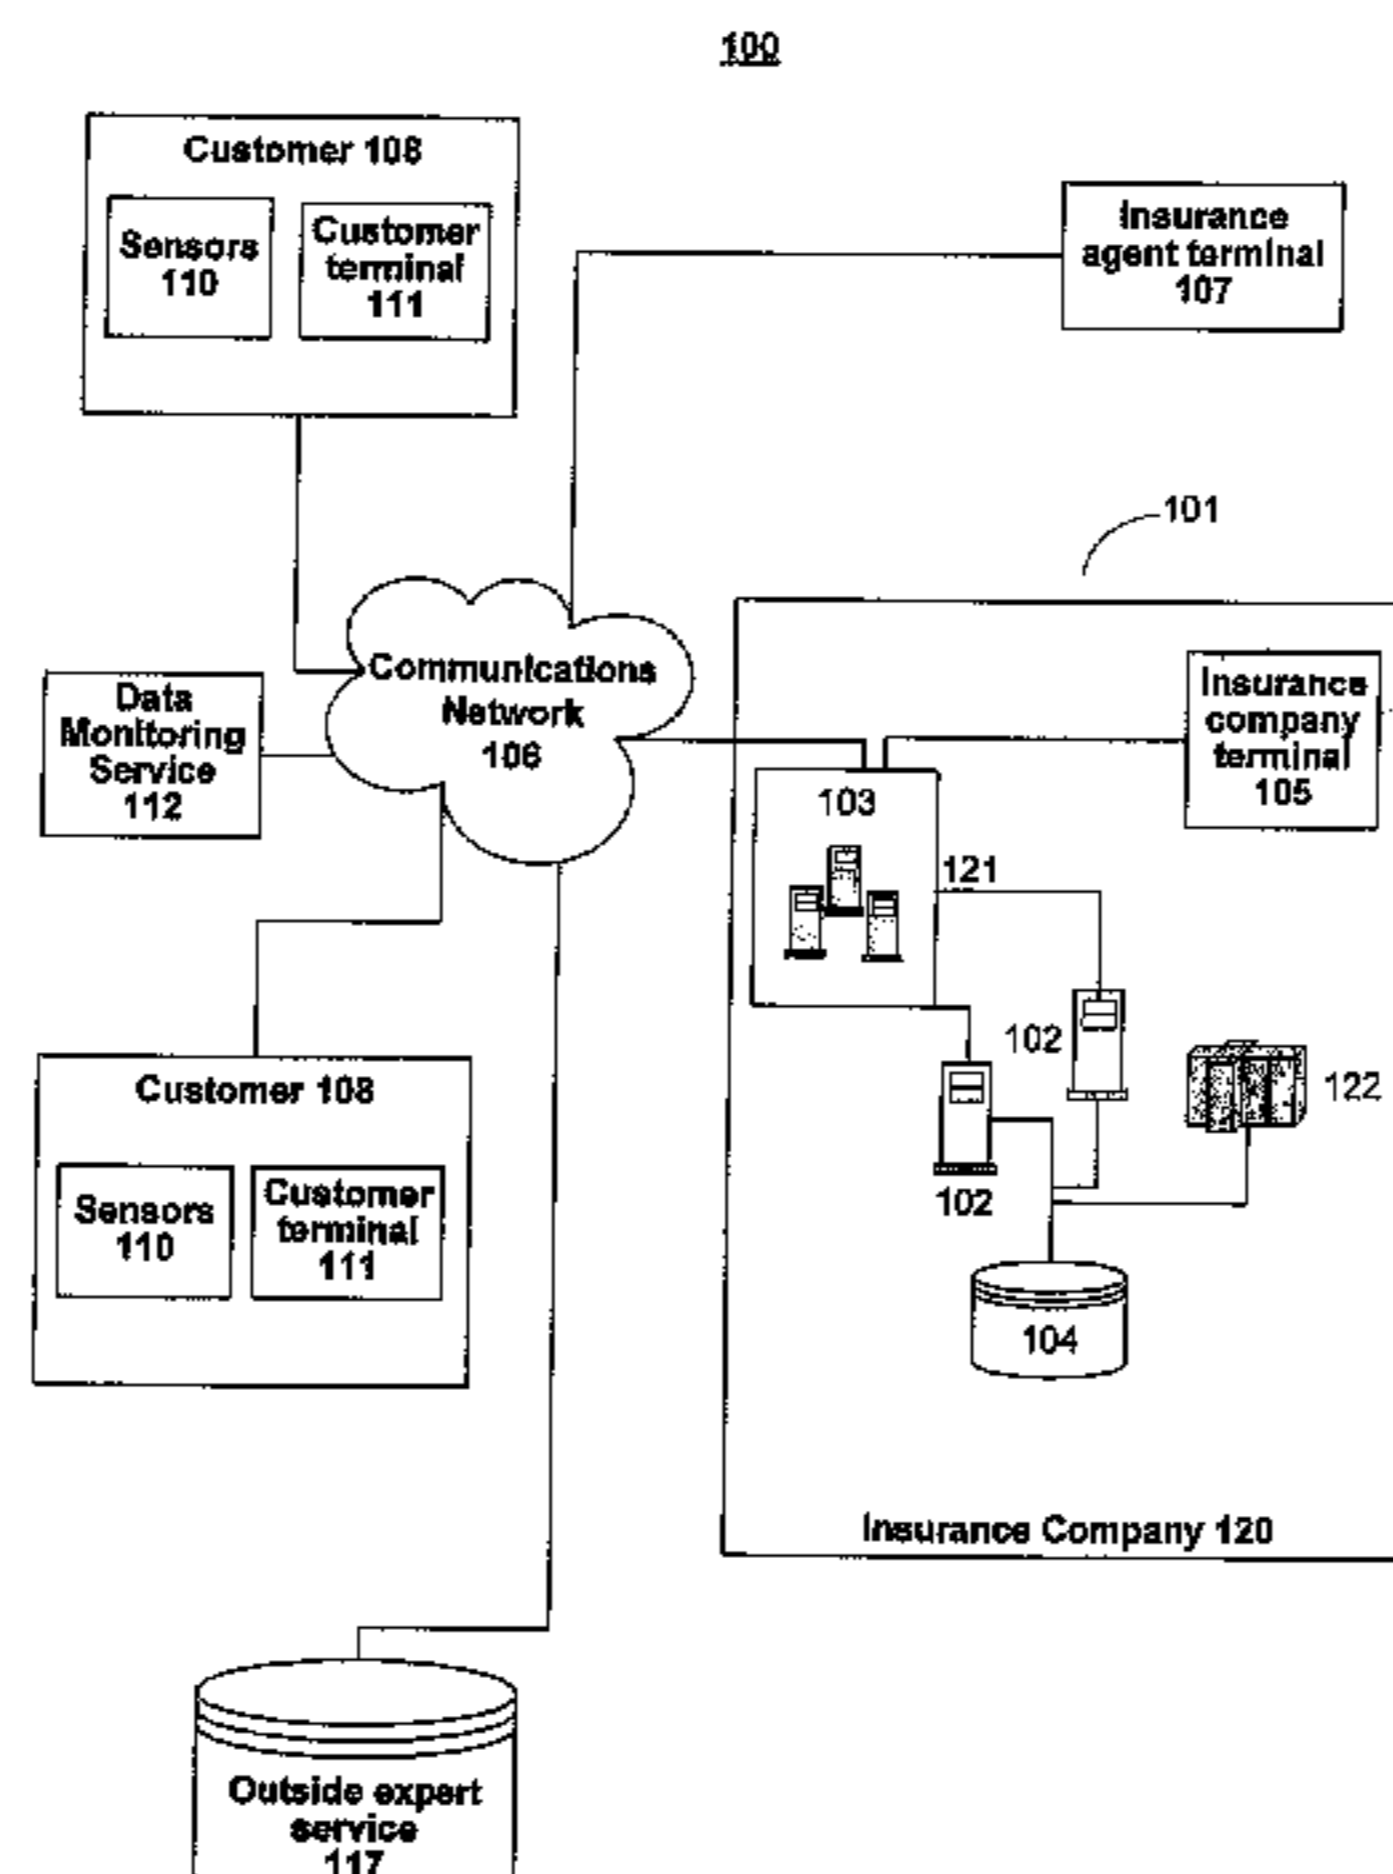 100
Customer 108
Sensors
110
Customer
terminal
111
Insurance
agent terminal
107
101
Communications
Network
106
Data
Monitoring
Service
112
Insurance
company
terminal
105
103
121
102
102
122
104
Customer 108
Sensors
110
Customer
terminal
111
Insurance Company 120
Outside expert
service
117